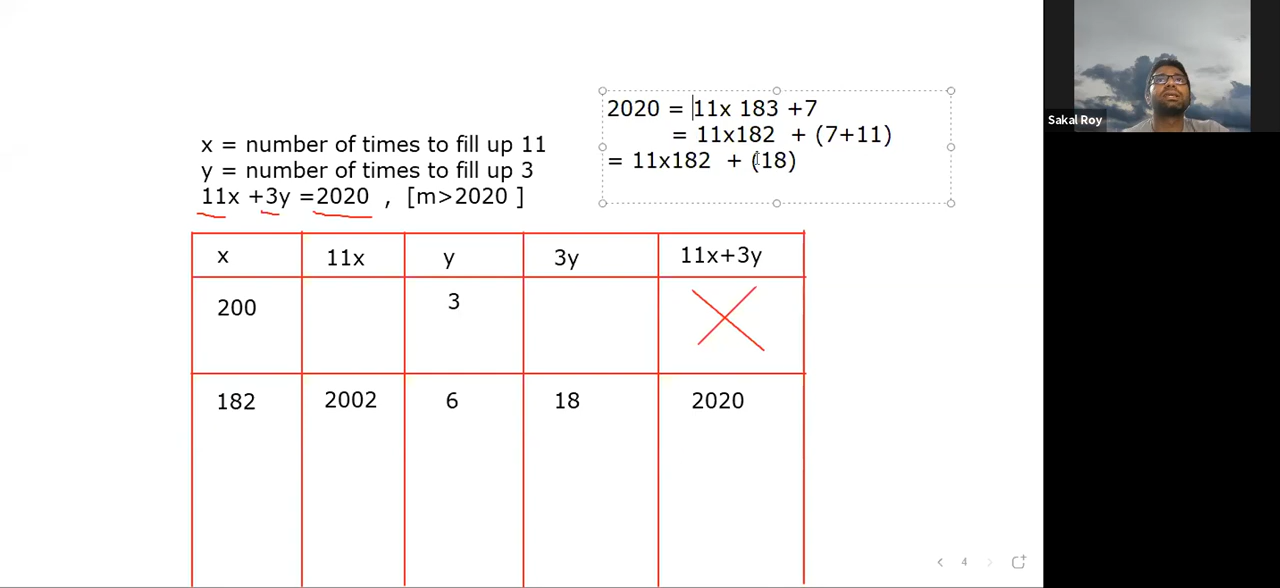 2020 = 11x 183 +7
= 11x182 + (7+11)
= 11x182 + (18)
x = number of times to fill up 11
y = number of times to fill up 3
11x +3y =2020 , [m>2020 ]
x 11x y 3y 11x+3y
200 3
182 2002 6 18 2020
Sakal Roy
4